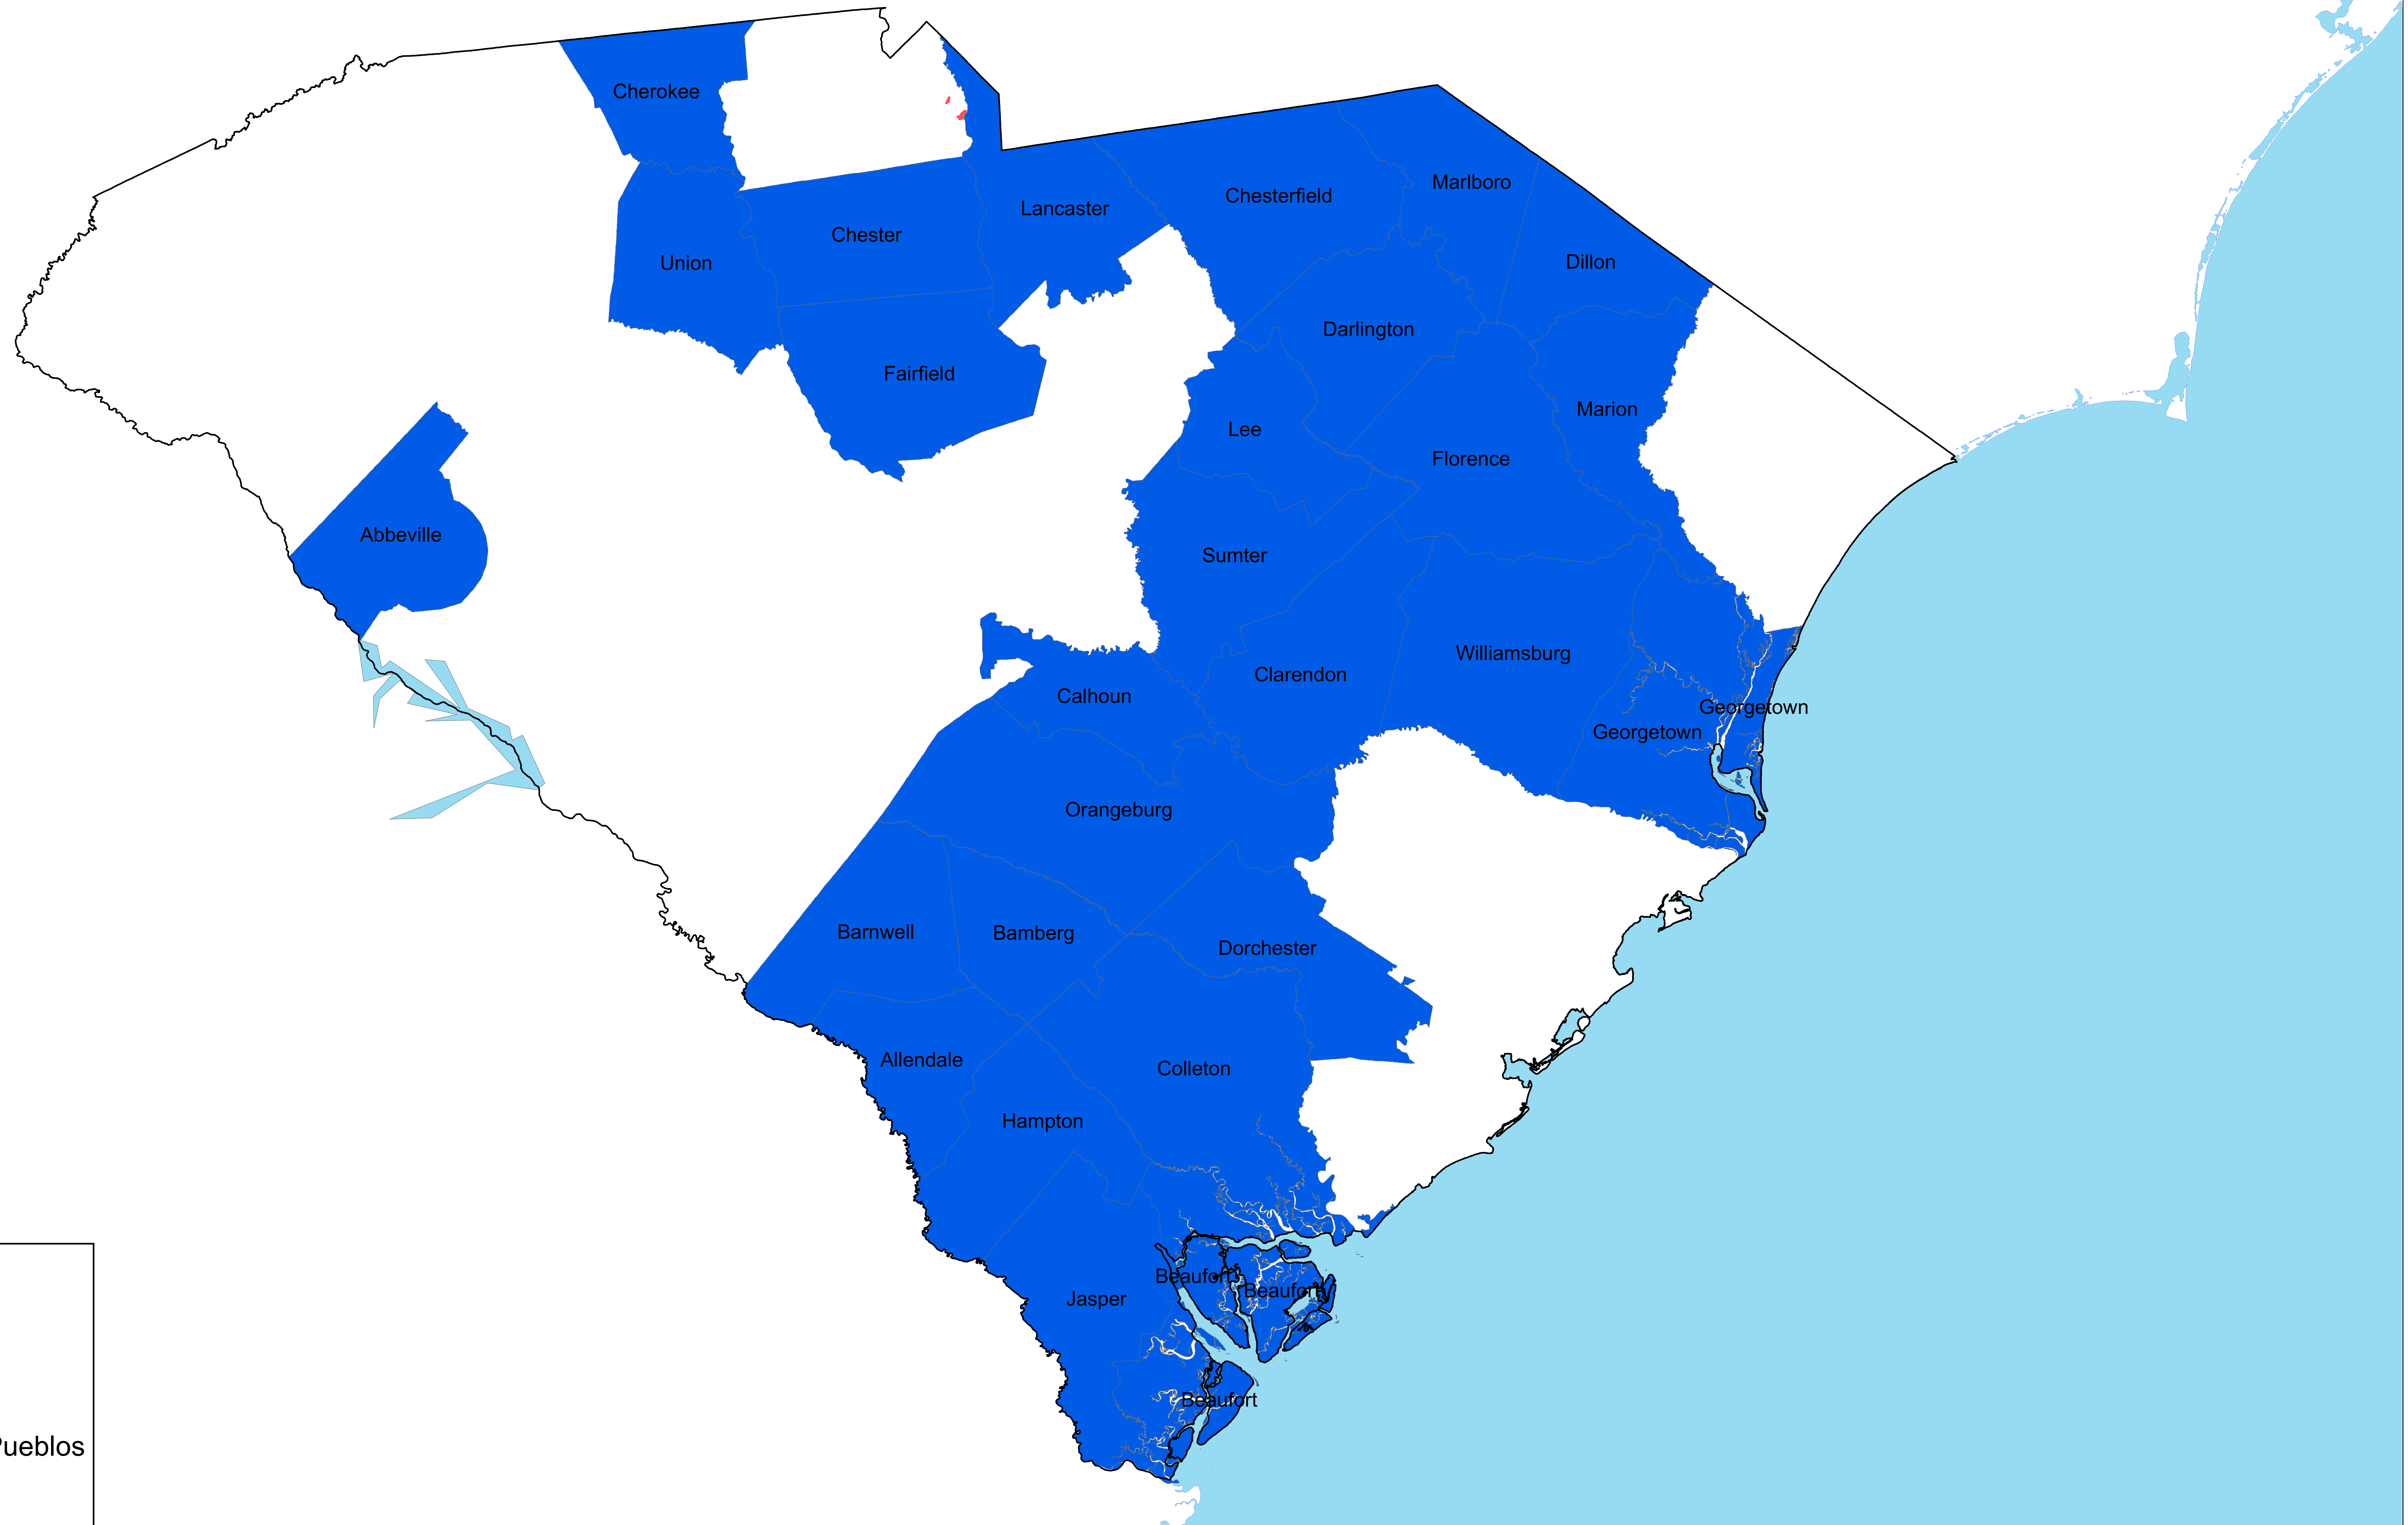 Cherokee
Marlboro
Chesterfield
Lancaster
Chester
Union
Dillon
Darlington
Fairfield
Marion
Lee
Florence
Abbeville
Sumter
Williamsburg
Clarendon
Calhoun
Georgetown
Georgetown
Orangeburg
Barnwell
Bamberg
Dorchester
Allendale
Colleton
Hampton
Beaufort
Beaufort
Jasper
Beaufort
Pueblos